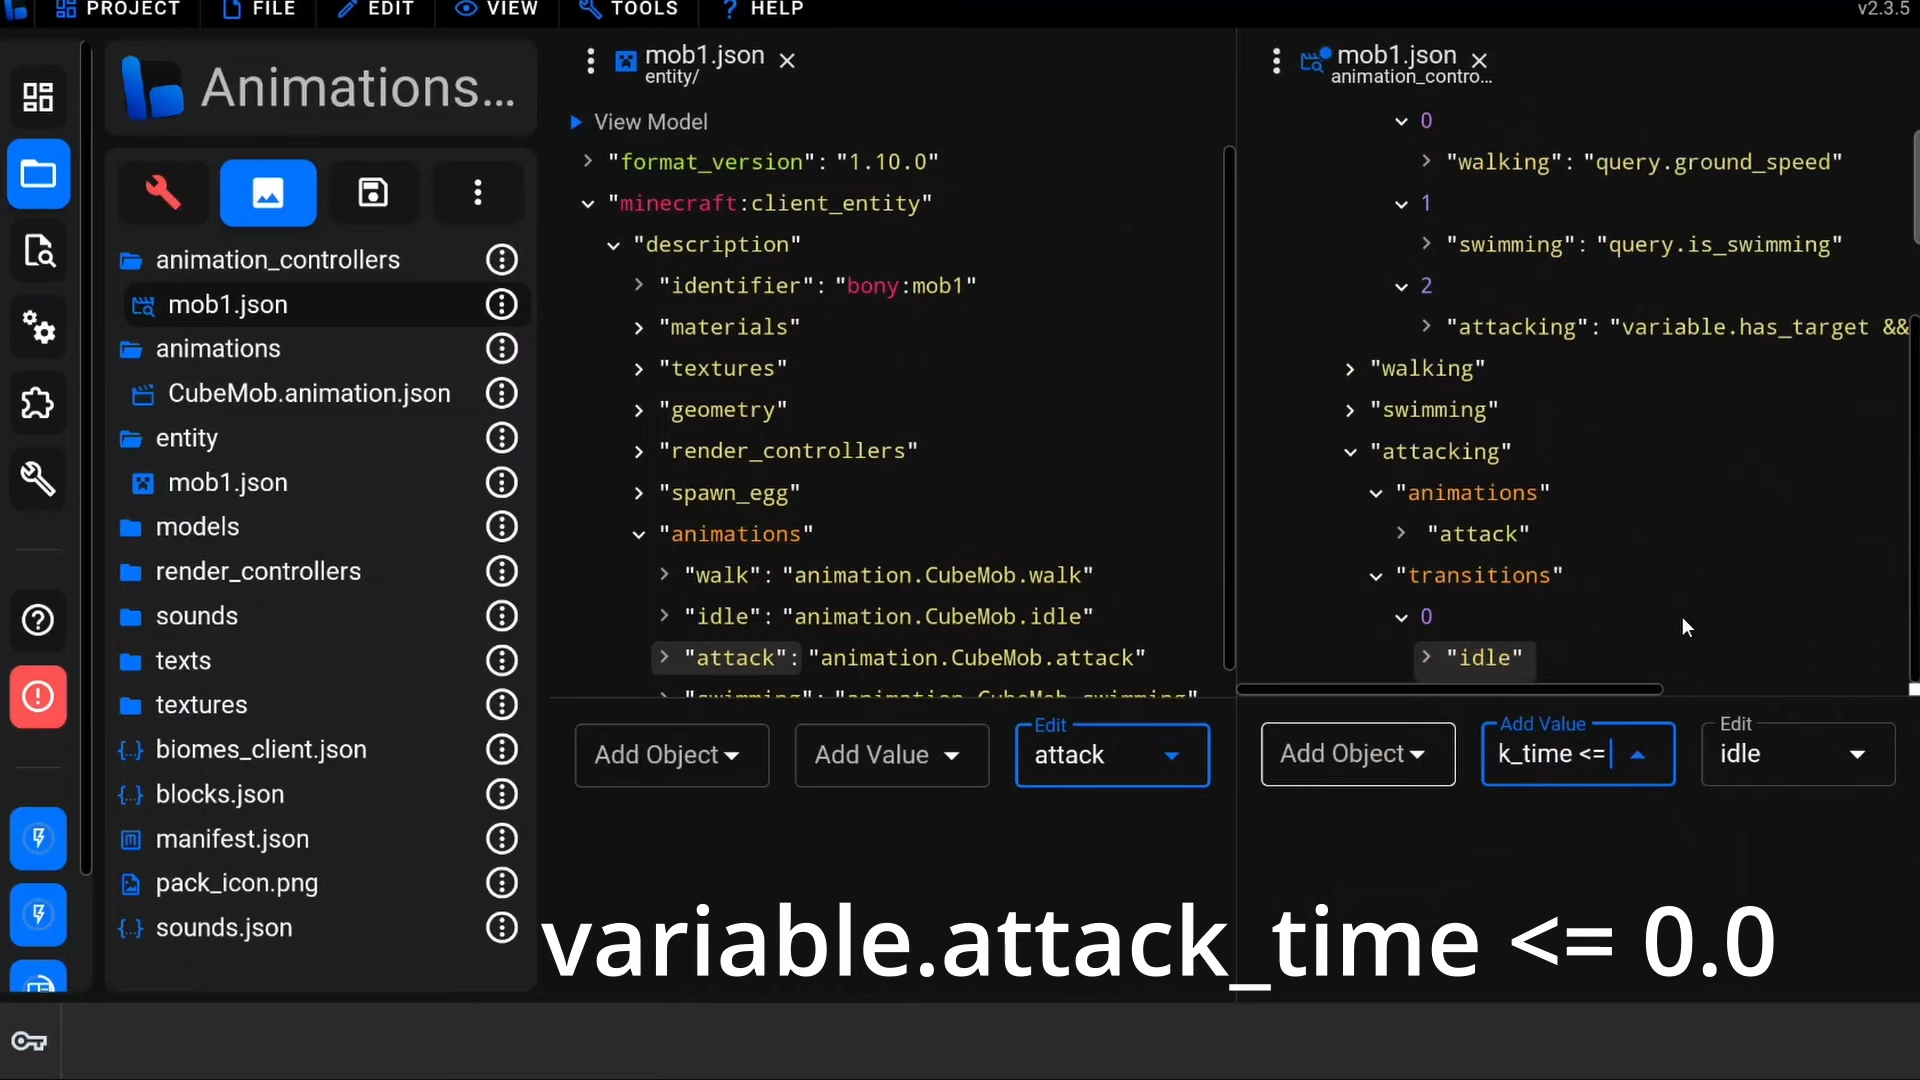 PROJECT FILE EDIT VIEW TOOLS ? HELP v2.3.5
Animations...
animation_controllers
mob1.json
animations
CubeMob.animation.json
entity
mob1.json
models
render_controllers
sounds
texts
textures
biomes_client.json
blocks.json
manifest.json
pack_icon.png
sounds.json
mob1.json
entity/
View Model
"format_version": "1.10.0"
"minecraft:client_entity"
"description"
"identifier": "bony:mob1"
"materials"
"textures"
"geometry"
"render_controllers"
"spawn_egg"
"animations"
"walk": "animation.CubeMob.walk"
"idle": "animation.CubeMob.idle"
"attack": "animation.CubeMob.attack"
"swimming": "animation.CubeMob.swimming"
Add Object
Add Value
Edit
attack
mob1.json
animation_contro...
0
"walking": "query.ground_speed"
1
"swimming": "query.is_swimming"
2
"attacking": "variable.has_target &&
"walking"
"swimming"
"attacking"
"animations"
"attack"
"transitions"
0
"idle"
Add Object
Add Value
k_time <=
Edit
idle
variable.attack_time <= 0.0